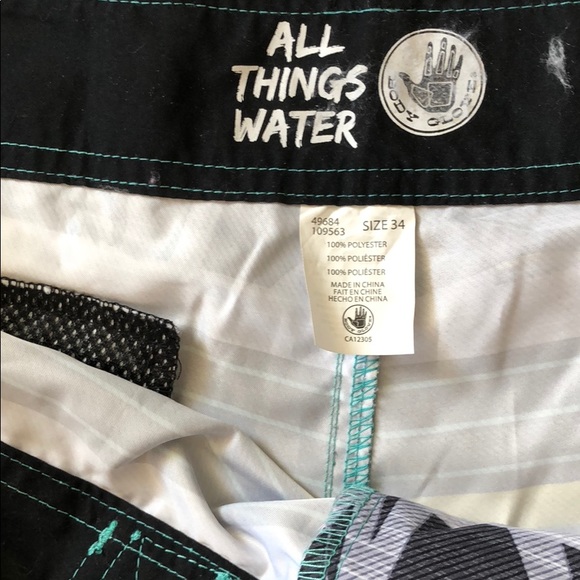 ALL
THINGS
WATER
BODY GLOVE
49684
109563
SIZE 34
100% POLYESTER
100% POLIÈSTER
100% POLIÉSTER
MADE IN CHINA
FAIT EN CHINE
HECHO EN CHINA
CA12305